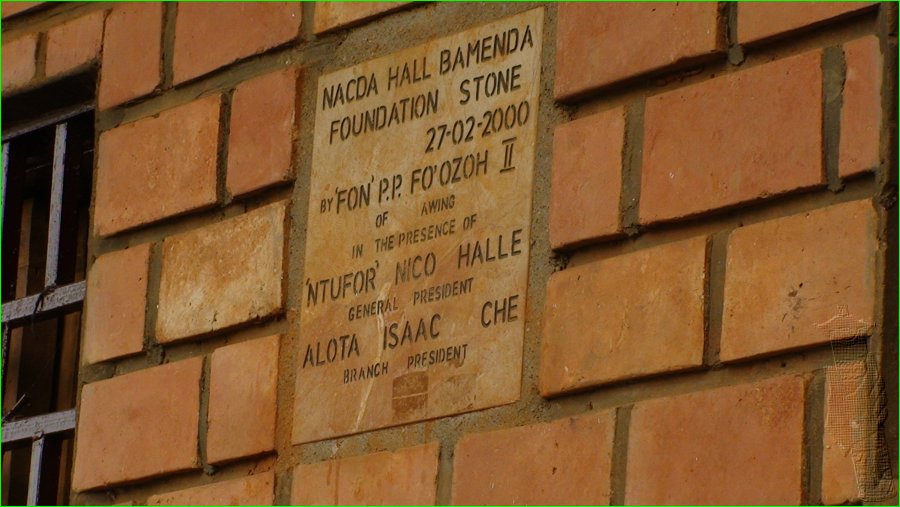 NACDA HALL BAMENDA
FOUNDATION STONE
27-02-2000
BY 'FON' P.P. FO'OZOH II
OF AWING
IN THE PRESENCE OF
'NTUFOR' NICO HALLE
GENERAL PRESIDENT
ALOTA ISAAC CHE
BRANCH PRESIDENT